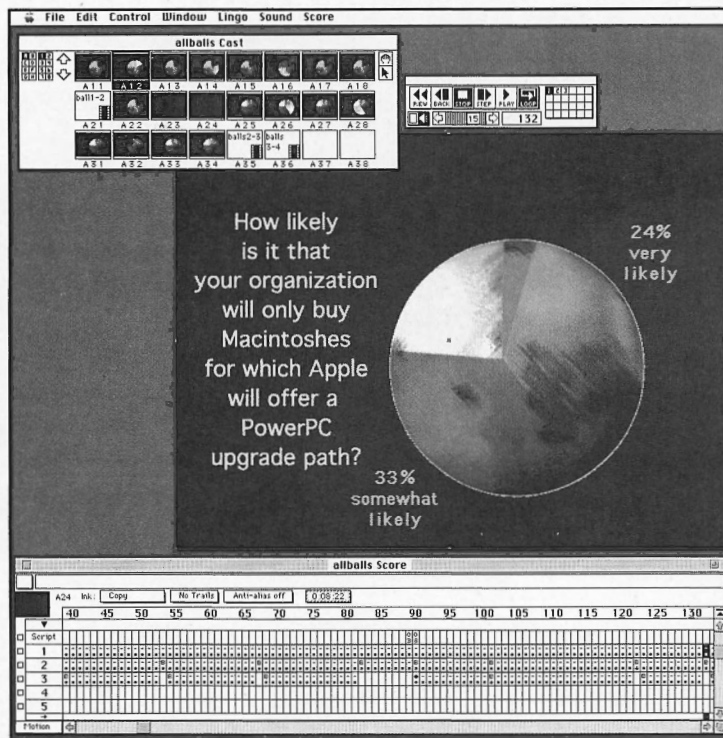 File Edit Control Window Lingo Sound Score
allballs Cast
A11 A12 A13 A14 A15 A16 A17 A18
ball1-2
A21 A22 A23 A24 A25 A26 A27 A28
balls2-3 balls 3-4
A31 A32 A33 A34 A35 A36 A37 A38
REW BACK STOP STEP PLAY LOOP
1 2 3
15 132
How likely
is it that
your organization
will only buy
Macintoshes
for which Apple
will offer a
PowerPC
upgrade path?
24%
very
likely
33%
somewhat
likely
allballs Score
A24 Ink: Copy No Trails Anti-alias off 0:08:22
40 45 50 55 60 65 70 75 80 85 90 95 100 105 110 115 120 125 130
Script
1
2
3
4
5
Motion